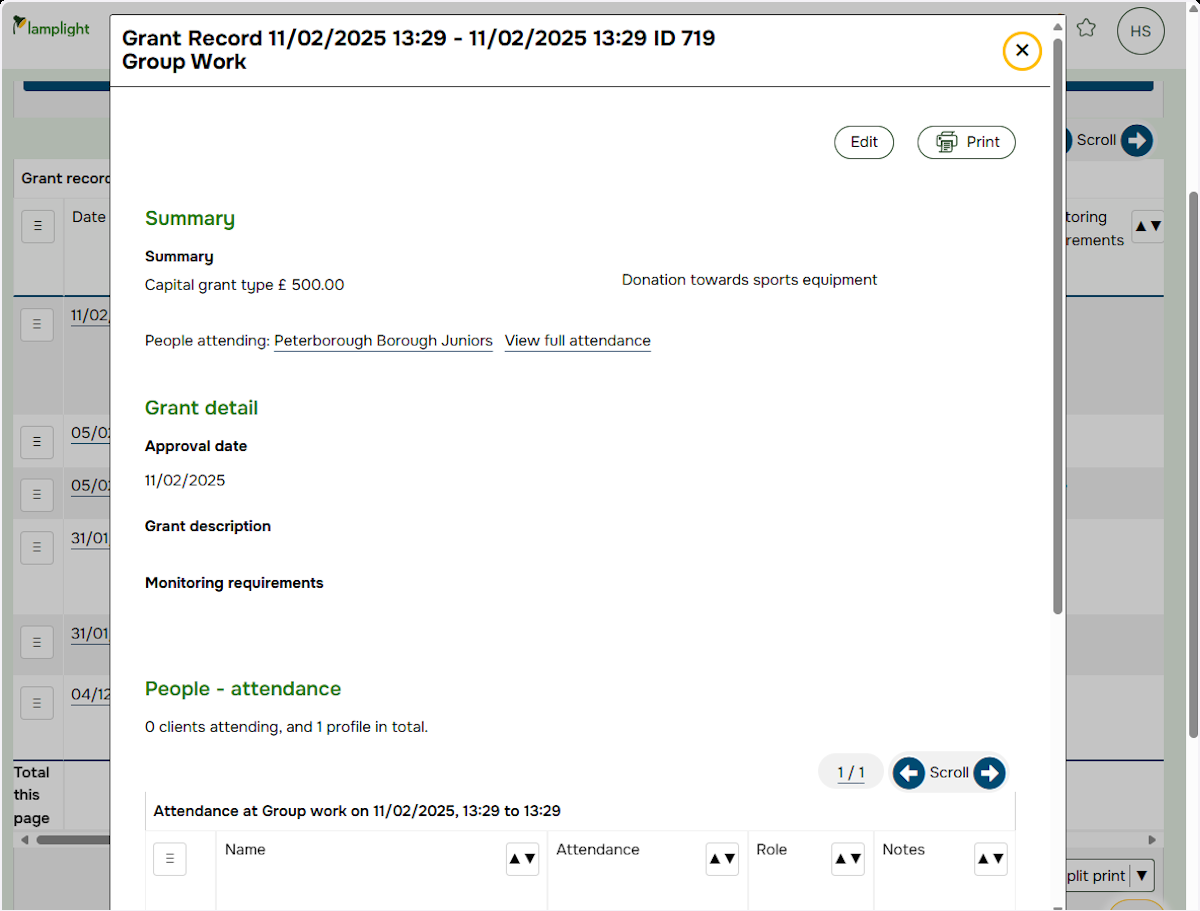 lamplight
HS
Grant Record 11/02/2025 13:29 - 11/02/2025 13:29 ID 719
Group Work
Edit
Print
Scroll
Grant record
Date
toring
rements
Summary
Summary
Capital grant type £ 500.00
Donation towards sports equipment
11/02/
People attending: Peterborough Borough Juniors View full attendance
Grant detail
05/02
Approval date
11/02/2025
05/02
Grant description
31/01
Monitoring requirements
31/01
People - attendance
04/12
0 clients attending, and 1 profile in total.
Total
this
page
1 / 1
Scroll
Attendance at Group work on 11/02/2025, 13:29 to 13:29
Name
Attendance
Role
Notes
plit print